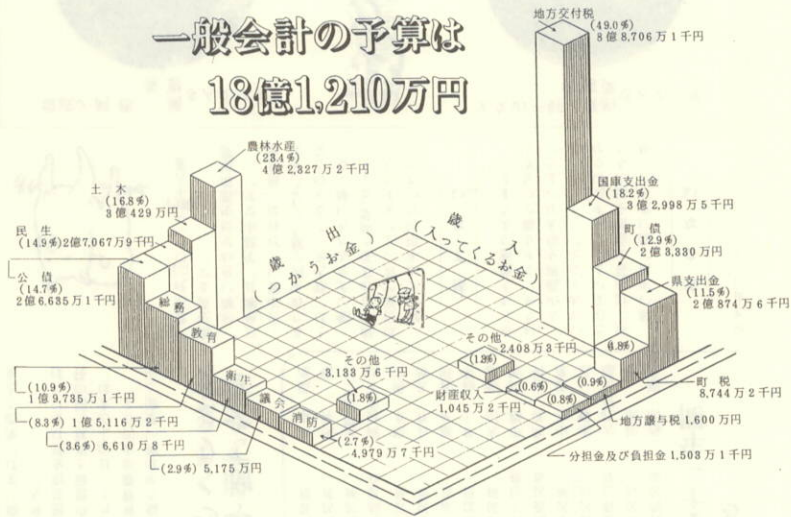 一般会計の予算は
18億1,210万円
地方交付税
(49.0%)
8億8,706万1千円
国庫支出金
(18.2%)
3億2,998万5千円
町債
(12.9%)
2億3,330万円
県支出金
(11.5%)
2億874万6千円
農林水産
(23.4%)
4億2,327万2千円
土木
(16.8%)
3億429万円
民生
(14.9%)2億7,067万9千円
公債
(14.7%)
2億6,635万1千円
歳出
(つかうお金)
歳入
(入ってくるお金)
総務
教育
衛生
議会
消防
(10.9%)
1億9,735万1千円
(8.3%) 1億5,116万2千円
(3.6%) 6,610万8千円
(2.9%) 5,175万円
(2.7%)
4,979万7千円
その他
3,133万6千円
(1.8%)
その他
2,408万3千円
財産収入
1,045万2千円
(0.6%)
(0.8%)
(0.9%)
町税
8,744万2千円
地方譲与税 1,600万円
分担金及び負担金 1,503万1千円